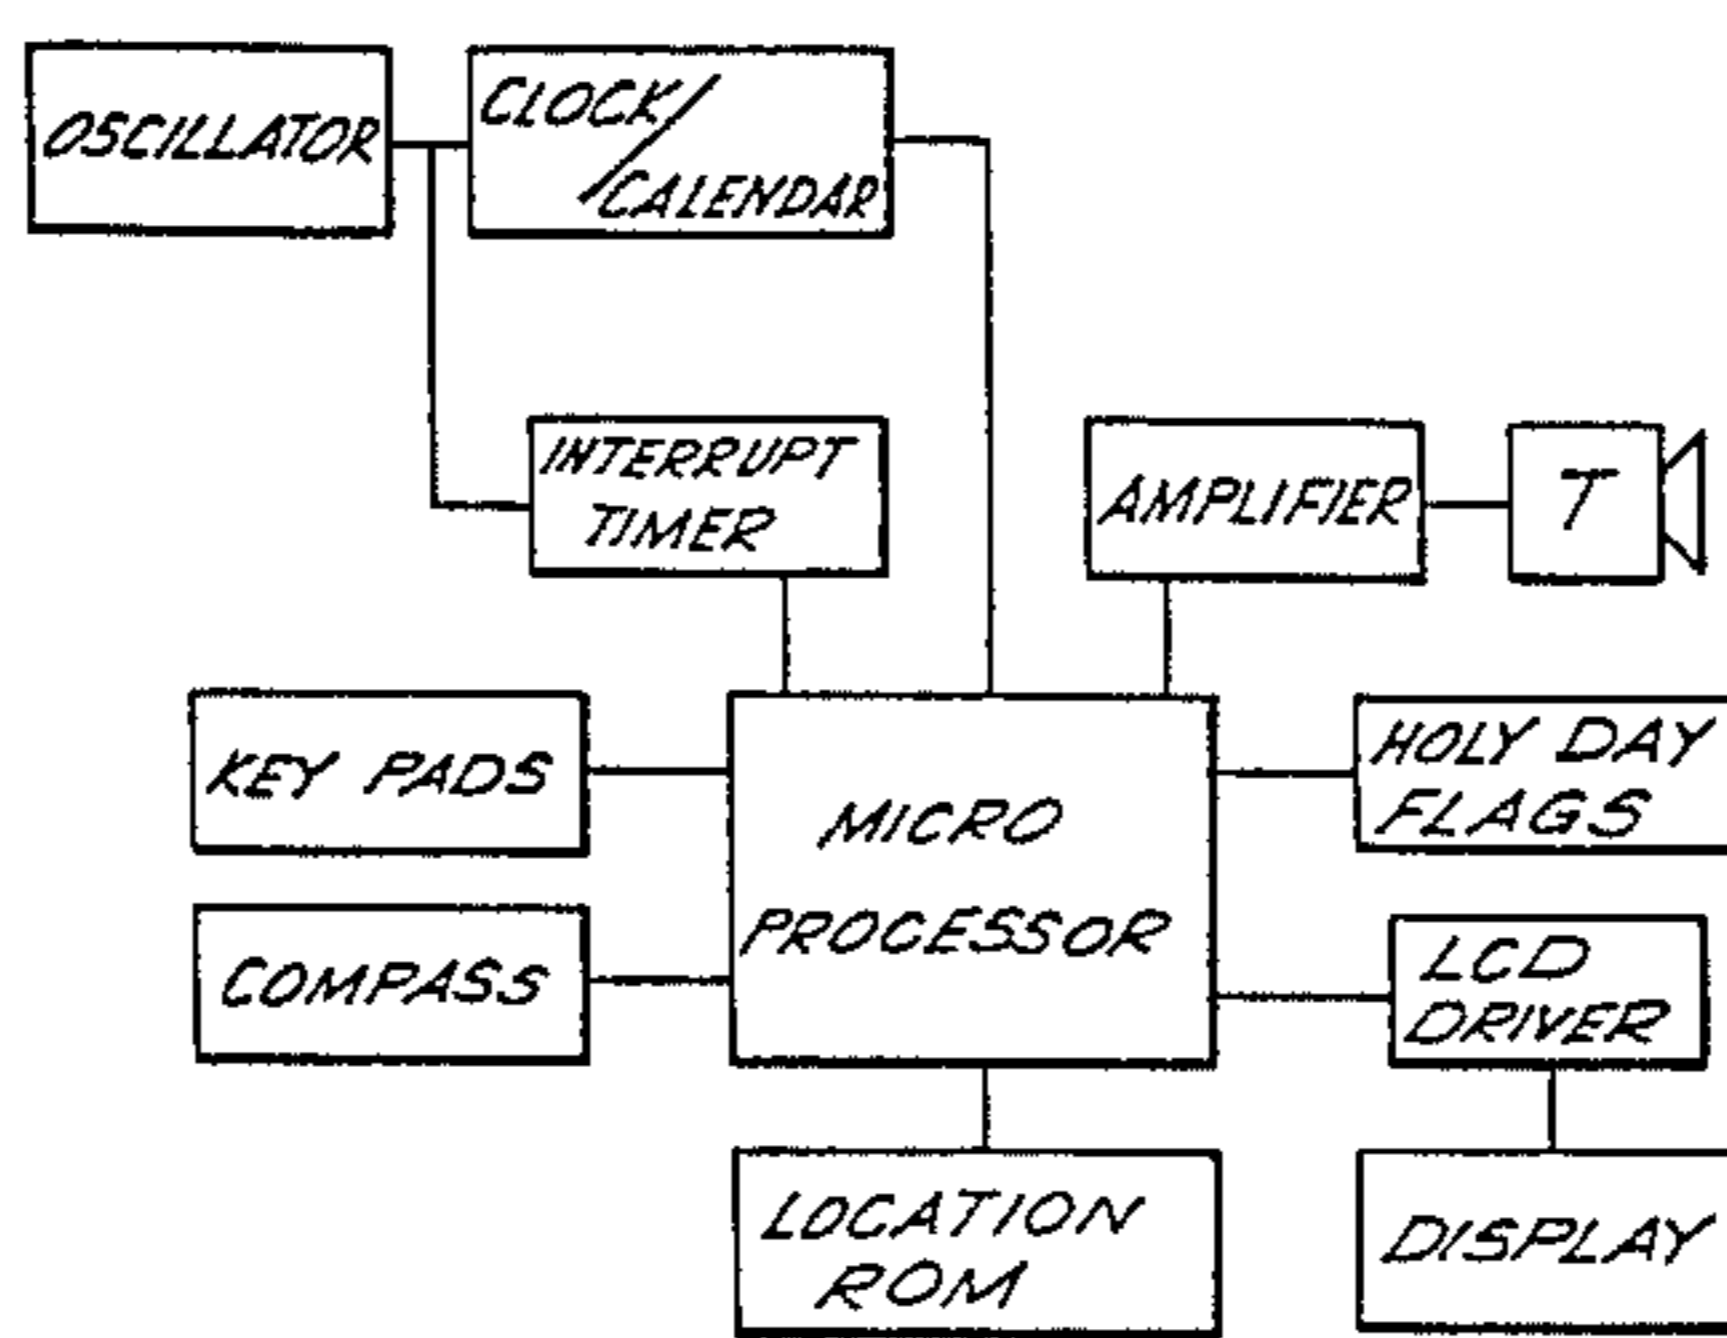 OSCILLATOR
CLOCK/
CALENDAR
INTERRUPT
TIMER
AMPLIFIER
T
KEY PADS
MICRO
PROCESSOR
HOLY DAY
FLAGS
COMPASS
LCD
DRIVER
LOCATION
ROM
DISPLAY